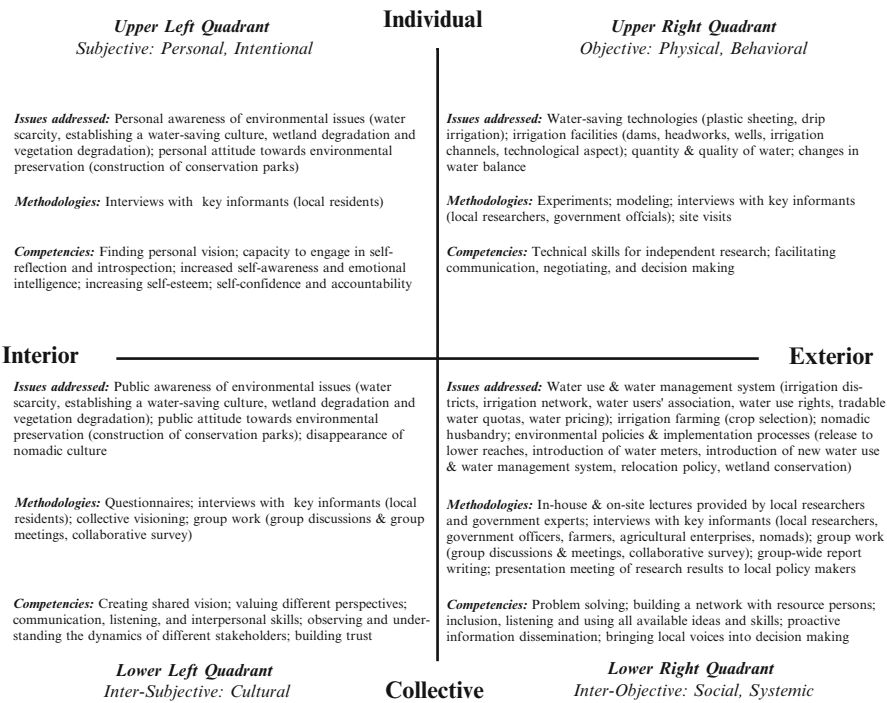 Individual
Upper Left Quadrant
Subjective: Personal, Intentional
Upper Right Quadrant
Objective: Physical, Behavioral
Issues addressed: Personal awareness of environmental issues (water
scarcity, establishing a water-saving culture, wetland degradation and
vegetation degradation); personal attitude towards environmental
preservation (construction of conservation parks)
Methodologies: Interviews with key informants (local residents)
Competencies: Finding personal vision; capacity to engage in self-
reflection and introspection; increased self-awareness and emotional
intelligence; increasing self-esteem; self-confidence and accountability
Issues addressed: Water-saving technologies (plastic sheeting, drip
irrigation); irrigation facilities (dams, headworks, wells, irrigation
channels, technological aspect); quantity & quality of water; changes in
water balance
Methodologies: Experiments; modeling; interviews with key informants
(local researchers, government offcials); site visits
Competencies: Technical skills for independent research; facilitating
communication, negotiating, and decision making
Interior
Exterior
Issues addressed: Public awareness of environmental issues (water
scarcity, establishing a water-saving culture, wetland degradation and
vegetation degradation); public attitude towards environmental
preservation (construction of conservation parks); disappearance of
nomadic culture
Methodologies: Questionnaires; interviews with key informants (local
residents); collective visioning; group work (group discussions & group
meetings, collaborative survey)
Competencies: Creating shared vision; valuing different perspectives;
communication, listening, and interpersonal skills; observing and under-
standing the dynamics of different stakeholders; building trust
Issues addressed: Water use & water management system (irrigation dis-
tricts, irrigation network, water users' association, water use rights, tradable
water quotas, water pricing); irrigation farming (crop selection); nomadic
husbandry; environmental policies & implementation processes (release to
lower reaches, introduction of water meters, introduction of new water use
& water management system, relocation policy, wetland conservation)
Methodologies: In-house & on-site lectures provided by local researchers
and government experts; interviews with key informants (local researchers,
government officers, farmers, agricultural enterprises, nomads); group work
(group discussions & meetings, collaborative survey); group-wide report
writing; presentation meeting of research results to local policy makers
Competencies: Problem solving; building a network with resource persons;
inclusion, listening and using all available ideas and skills; proactive
information dissemination; bringing local voices into decision making
Lower Left Quadrant
Inter-Subjective: Cultural
Collective
Lower Right Quadrant
Inter-Objective: Social, Systemic